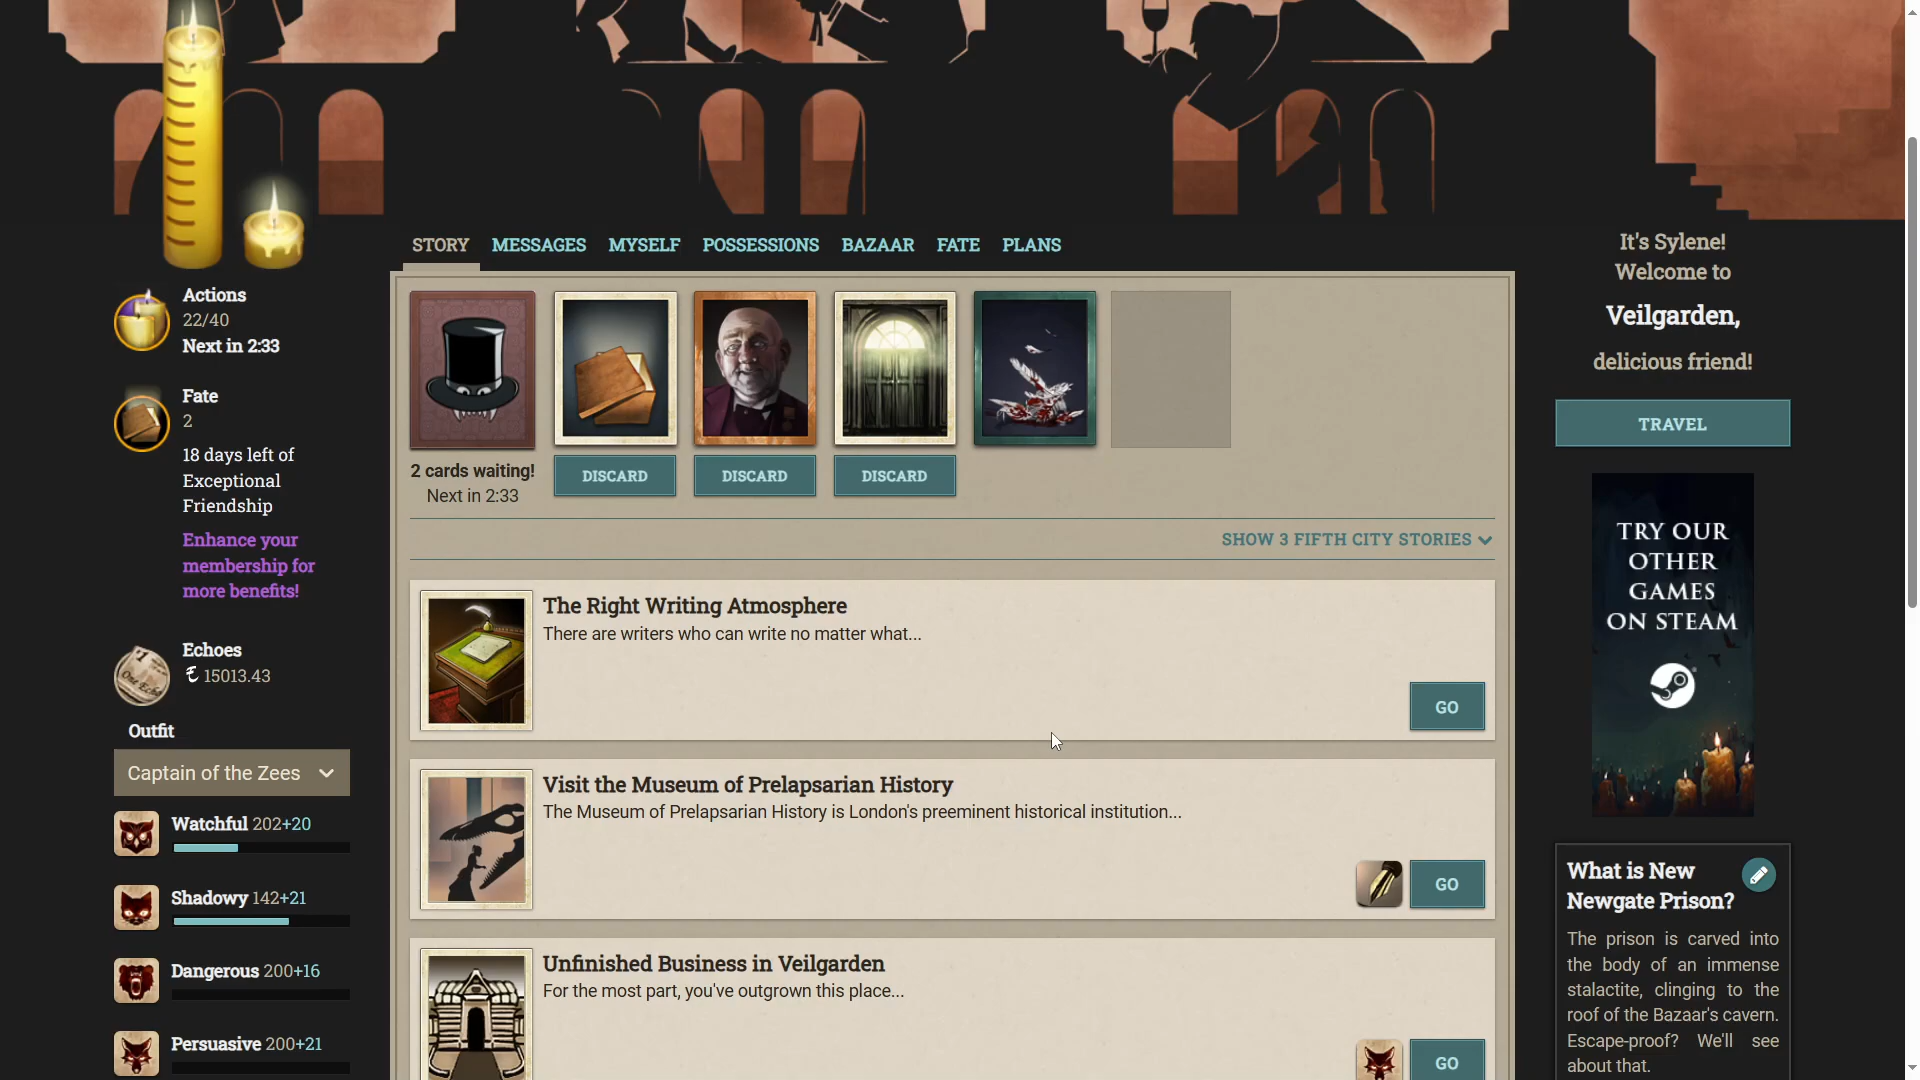 STORY MESSAGES MYSELF POSSESSIONS BAZAAR FATE PLANS
Actions
22/40
Next in 2:33
Fate
2
18 days left of
Exceptional
Friendship
Enhance your
membership for
more benefits!
Echoes
15013.43
Outfit
Captain of the Zees
Watchful 202+20
Shadowy 142+21
Dangerous 200+16
Persuasive 200+21
2 cards waiting!
Next in 2:33
DISCARD
DISCARD
DISCARD
SHOW 3 FIFTH CITY STORIES
The Right Writing Atmosphere
There are writers who can write no matter what...
GO
Visit the Museum of Prelapsarian History
The Museum of Prelapsarian History is London's preeminent historical institution...
GO
Unfinished Business in Veilgarden
For the most part, you've outgrown this place...
GO
It's Sylene!
Welcome to
Veilgarden,
delicious friend!
TRAVEL
TRY OUR
OTHER
GAMES
ON STEAM
What is New
Newgate Prison?
The prison is carved into
the body of an immense
stalactite, clinging to the
roof of the Bazaar's cavern.
Escape-proof? We'll see
about that.